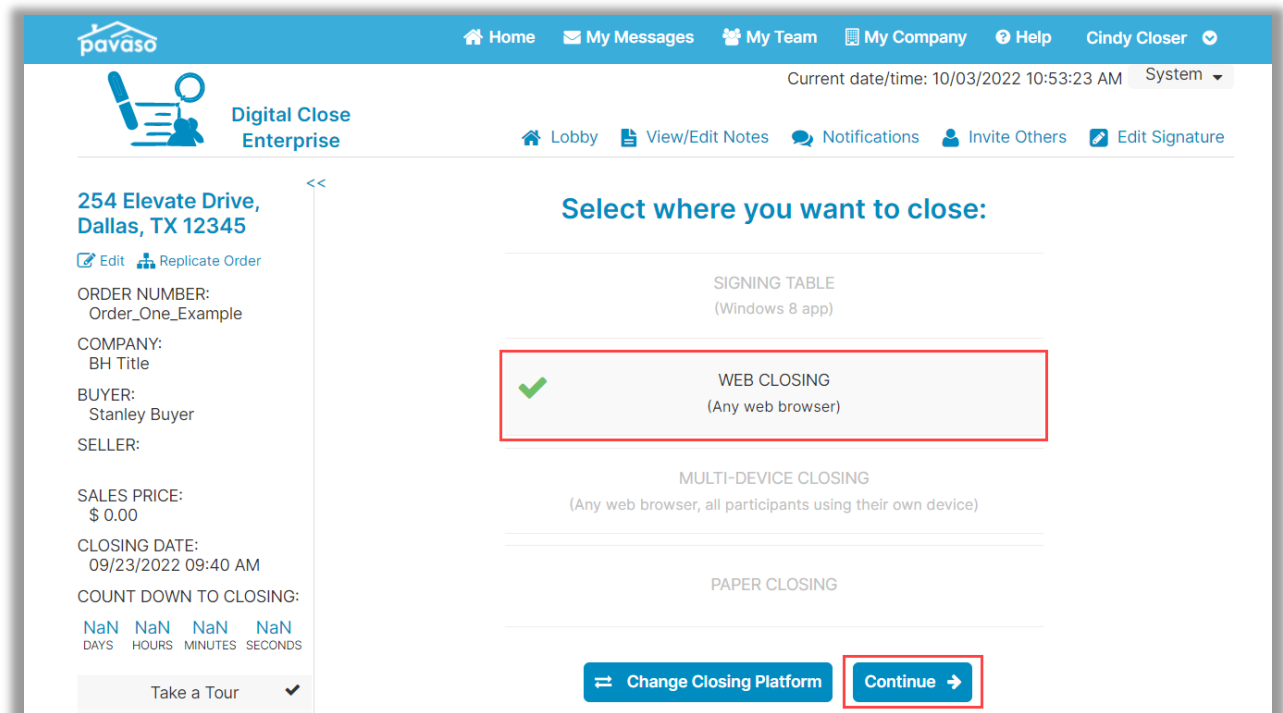 pavaso
Home My Messages My Team My Company Help Cindy Closer
Current date/time: 10/03/2022 10:53:23 AM System
Digital Close
Enterprise
Lobby View/Edit Notes Notifications Invite Others Edit Signature
<<
254 Elevate Drive,
Dallas, TX 12345
Edit Replicate Order
ORDER NUMBER:
Order_One_Example
COMPANY:
BH Title
BUYER:
Stanley Buyer
SELLER:
SALES PRICE:
$ 0.00
CLOSING DATE:
09/23/2022 09:40 AM
COUNT DOWN TO CLOSING:
NaN NaN NaN NaN
DAYS HOURS MINUTES SECONDS
Take a Tour
Select where you want to close:
SIGNING TABLE
(Windows 8 app)
WEB CLOSING
(Any web browser)
MULTI-DEVICE CLOSING
(Any web browser, all participants using their own device)
PAPER CLOSING
Change Closing Platform
Continue